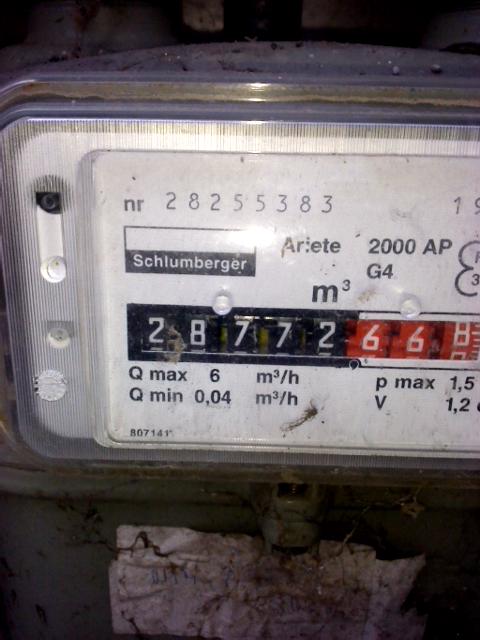 nr 28255383 19
Schlumberger
Ariete 2000 AP
G4
m³
28772668
Q max 6 m³/h
Q min 0,04 m³/h
p max 1,5
V 1,2
807141